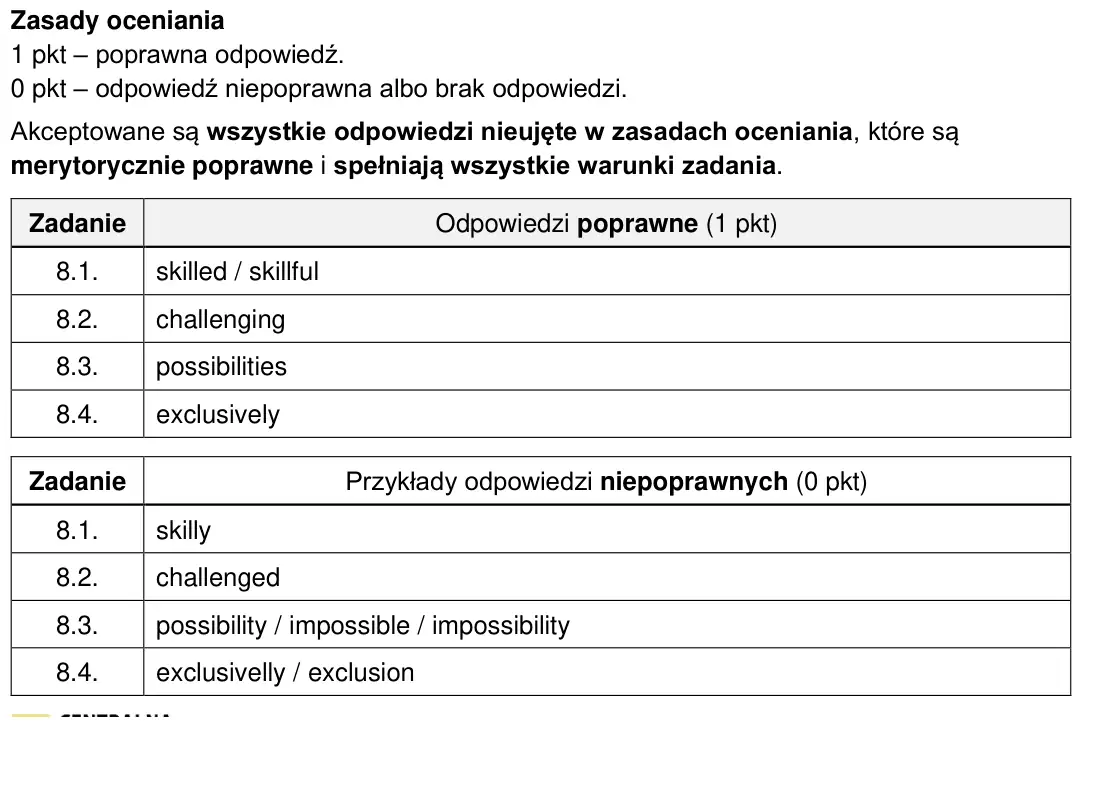 Zasady oceniania
1 pkt – poprawna odpowiedź.
0 pkt – odpowiedź niepoprawna albo brak odpowiedzi.
Akceptowane są wszystkie odpowiedzi nieujęte w zasadach oceniania, które są
merytorycznie poprawne i spełniają wszystkie warunki zadania.
Zadanie Odpowiedzi poprawne (1 pkt)
8.1. skilled / skillful
8.2. challenging
8.3. possibilities
8.4. exclusively
Zadanie Przykłady odpowiedzi niepoprawnych (0 pkt)
8.1. skilly
8.2. challenged
8.3. possibility / impossible / impossibility
8.4. exclusivelly / exclusion
CENTRALNA